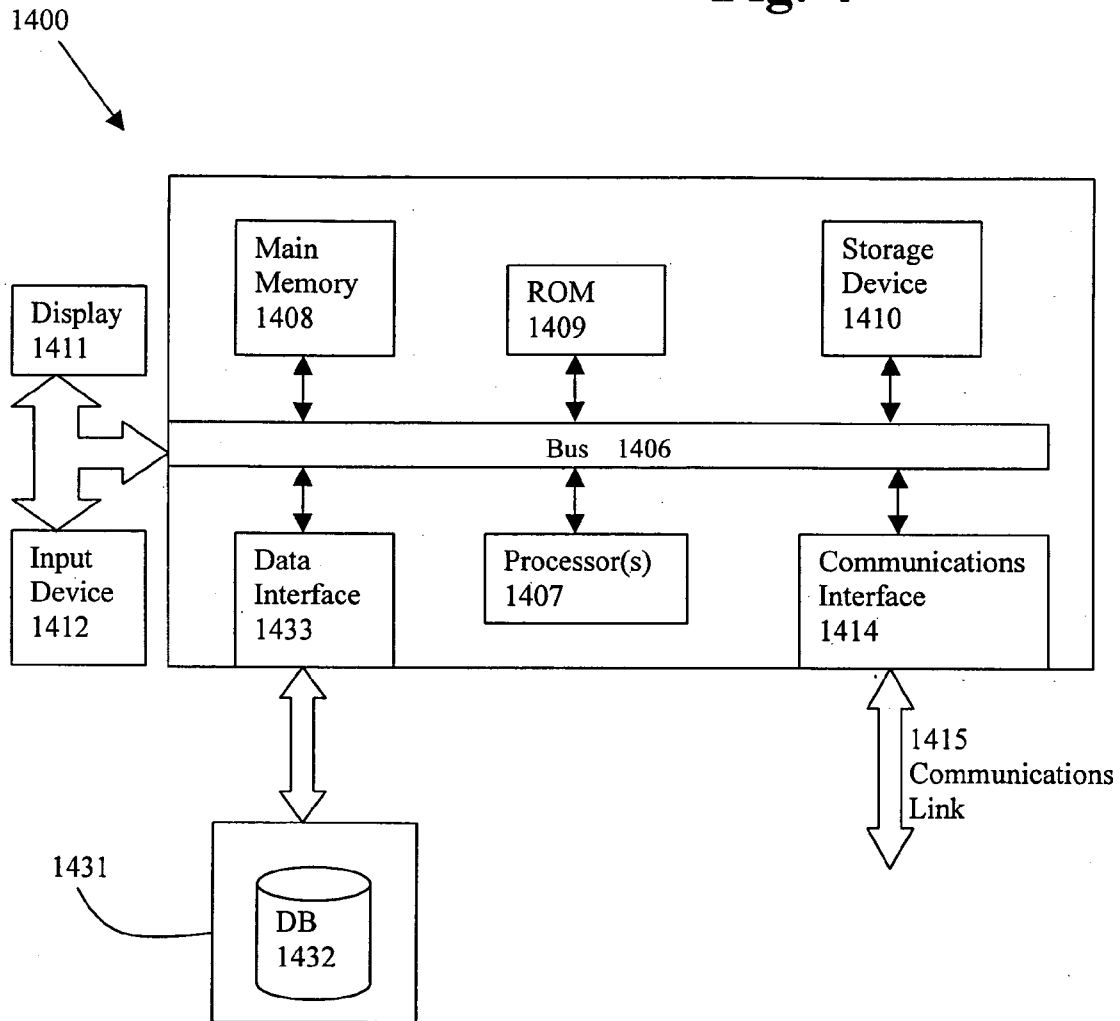 1400
Main
Memory
1408
ROM
1409
Storage
Device
1410
Display
1411
Bus 1406
Input
Device
1412
Data
Interface
1433
Processor(s)
1407
Communications
Interface
1414
1415
Communications
Link
1431
DB
1432